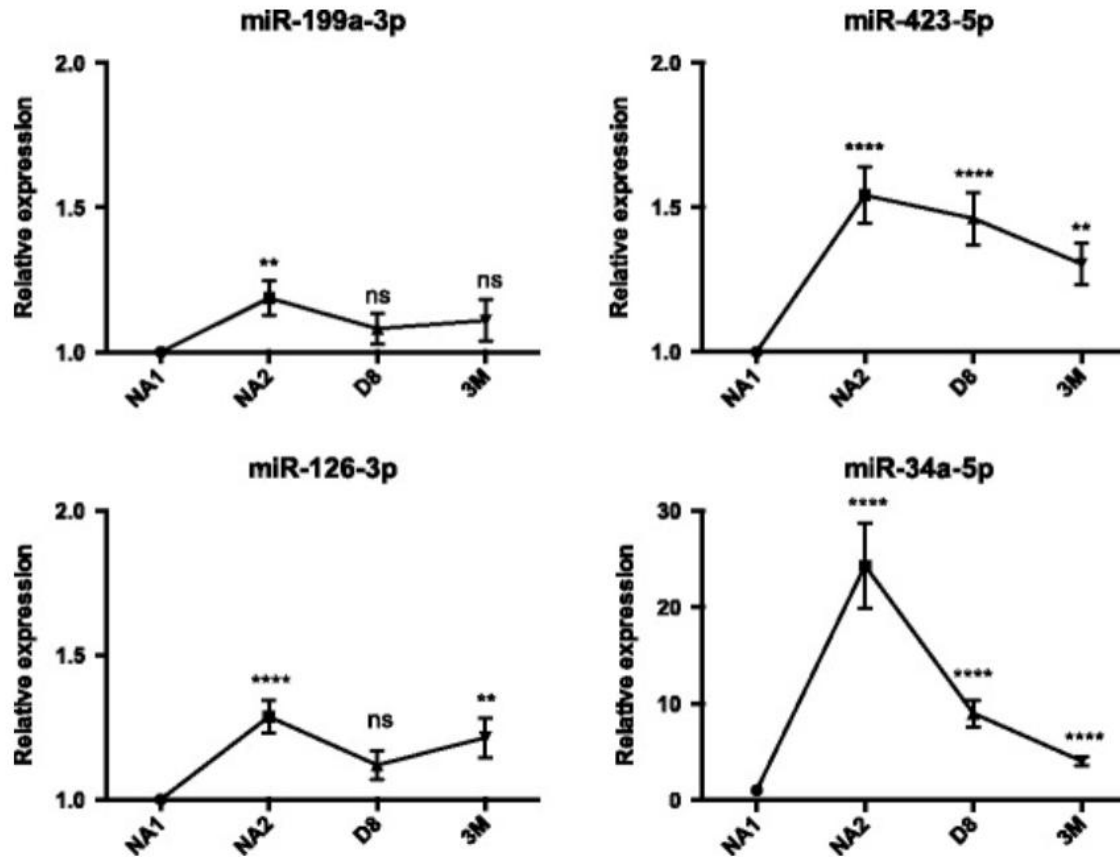 miR-199a-3p
Relative expression
2.0
**
ns
ns
1.5
1.0
NA1
NA2
D8
3M
miR-423-5p
Relative expression
2.0
****
****
**
1.5
1.0
NA1
NA2
D8
3M
miR-126-3p
Relative expression
2.0
1.5
****
ns
**
1.0
NA1
NA2
D8
3M
miR-34a-5p
Relative expression
30
****
20
10
****
****
0
NA1
NA2
D8
3M